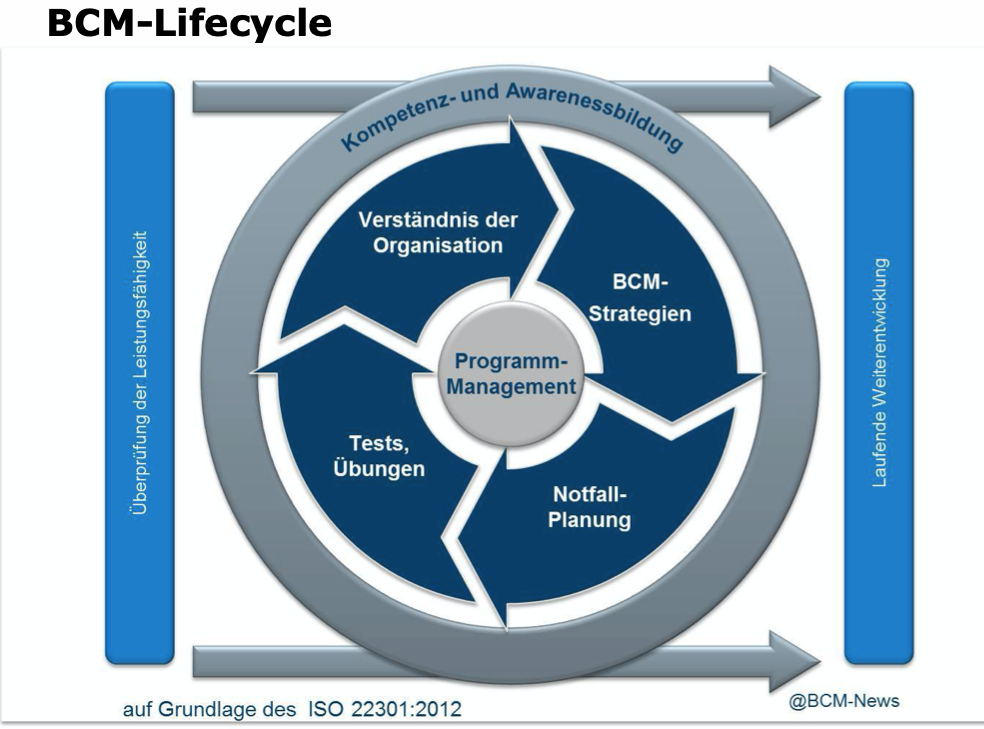 BCM-Lifecycle
Kompetenz- und Awarenessbildung
Verständnis der
Organisation
BCM-
Strategien
Programm-
Management
Tests,
Übungen
Notfall-
Planung
Überprüfung der Leistungsfähigkeit
Laufende Weiterentwicklung
auf Grundlage des ISO 22301:2012
@BCM-News